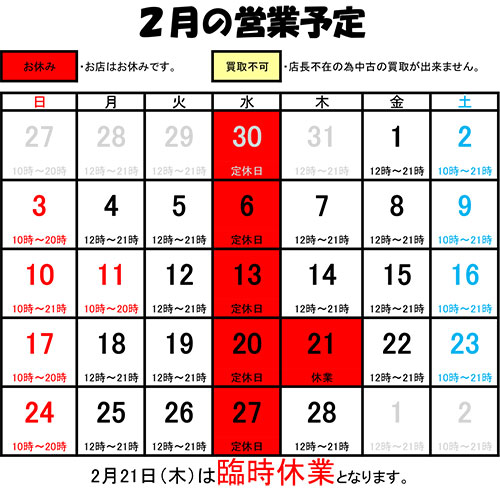 2月の営業予定
お休み ・お店はお休みです。 買取不可 ・店長不在の為中古の買取が出来ません。
日 月 火 水 木 金 土
27 28 29 30 31 1 2
10時～20時 12時～21時 12時～21時 定休日 12時～21時 12時～21時 10時～21時
3 4 5 6 7 8 9
10時～20時 12時～21時 12時～21時 定休日 12時～21時 12時～21時 10時～21時
10 11 12 13 14 15 16
10時～21時 10時～20時 12時～21時 定休日 12時～21時 12時～21時 10時～21時
17 18 19 20 21 22 23
10時～20時 12時～21時 12時～21時 定休日 休業 12時～21時 10時～21時
24 25 26 27 28 1 2
10時～20時 12時～21時 12時～21時 定休日 12時～21時 12時～21時 10時～21時
2月21日（木）は臨時休業となります。